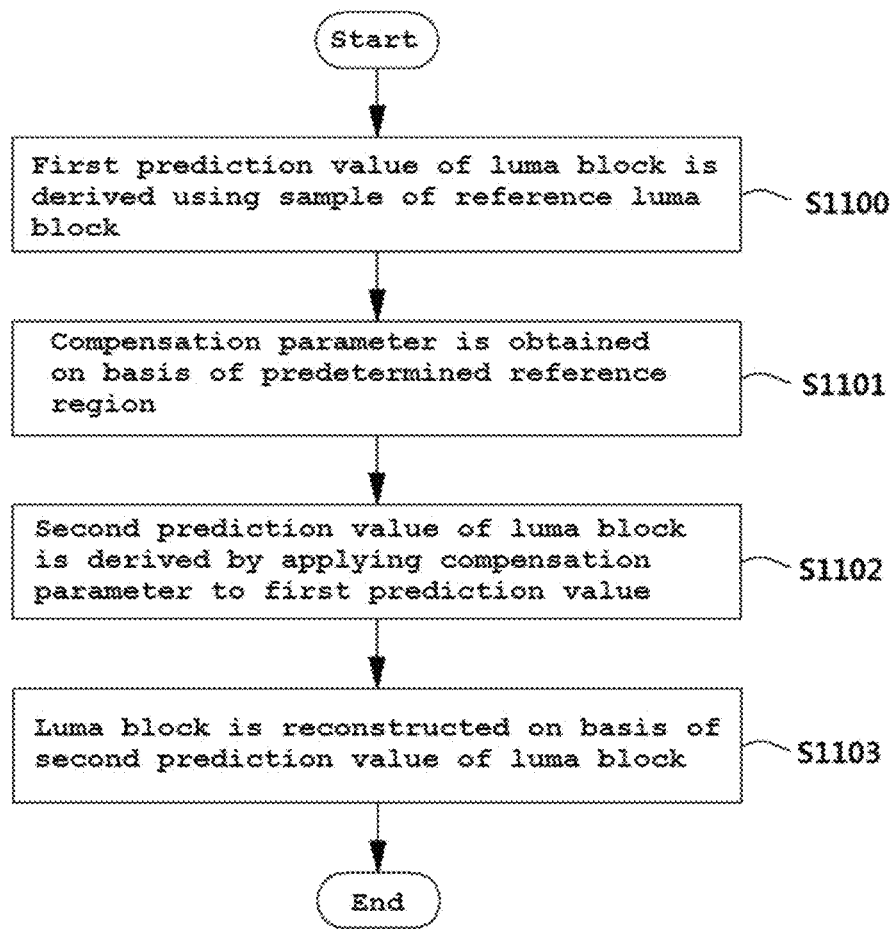 Start
First prediction value of luma block is
derived using sample of reference luma
block
S1100
Compensation parameter is obtained
on basis of predetermined reference
region
S1101
Second prediction value of luma block
is derived by applying compensation
parameter to first prediction value
S1102
Luma block is reconstructed on basis of
second prediction value of luma block
S1103
End